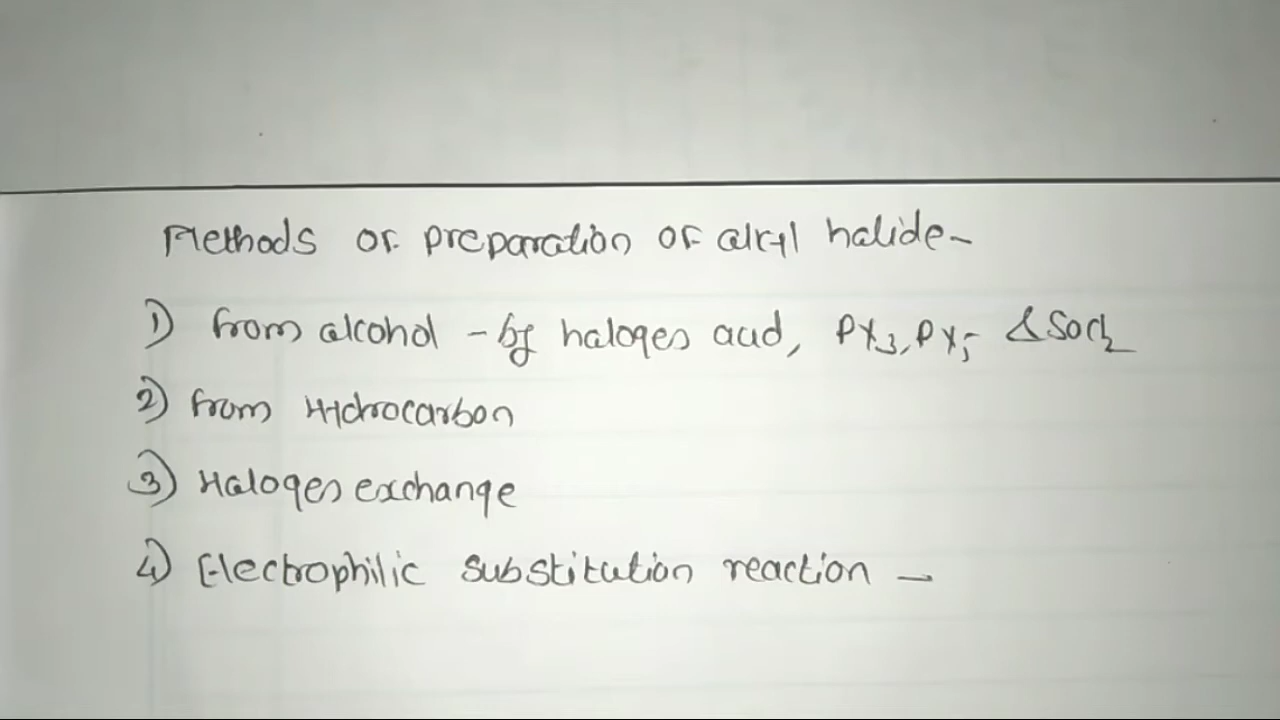 Methods of preparation of alkyl halide-
1) from alcohol - by halogen acid, PX3, PX5 & SOCl2
2) from Hydrocarbon
3) Halogen exchange
4) Electrophilic substitution reaction -